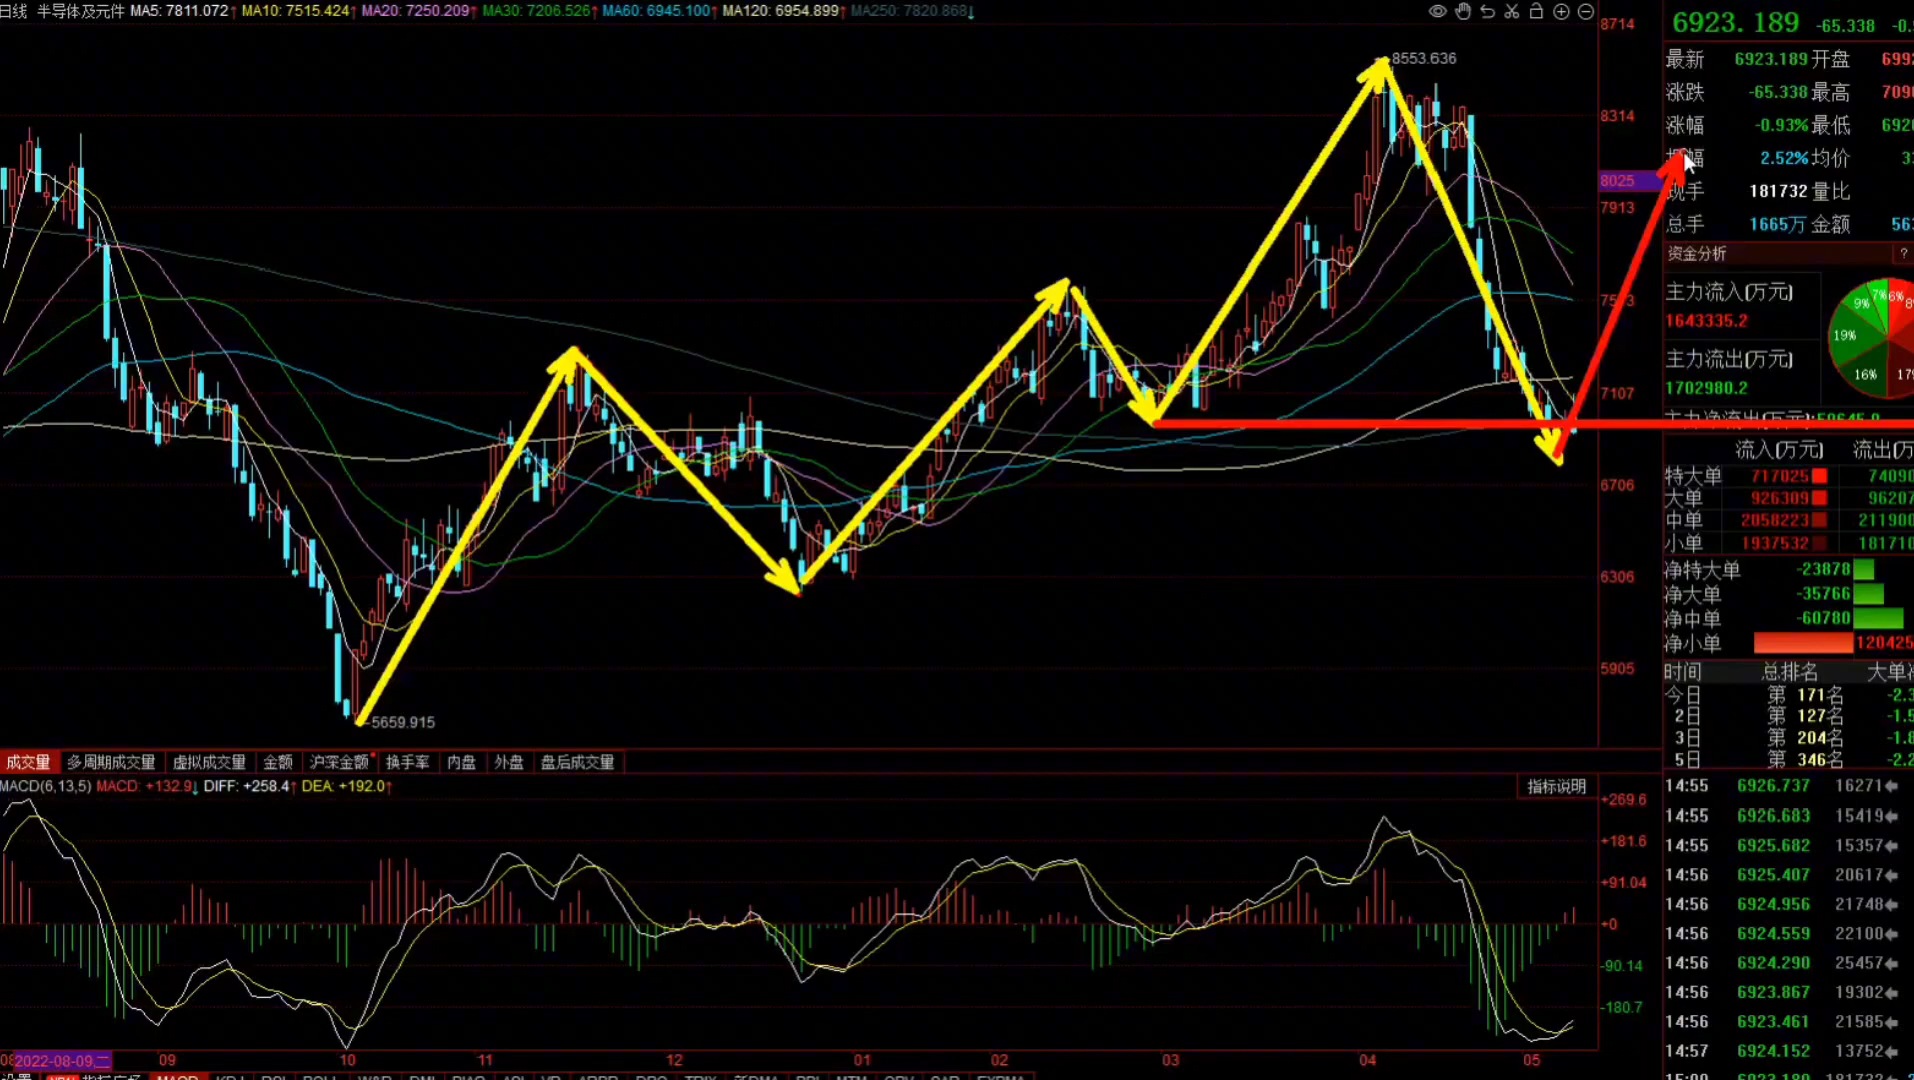 日线 半导体及元件 MA5: 7811.072↑ MA10: 7515.424↑ MA20: 7250.209↑ MA30: 7206.526↑ MA60: 6945.100↑ MA120: 6954.899↑ MA250: 7820.868↓
8714
8553.636
8314
8025
7913
7107
6706
6306
5905
5659.915
成交量 多周期成交量 虚拟成交量 金额 沪深金额 换手率 内盘 外盘 盘后成交量
MACD(6,13,5) MACD: +132.9↓ DIFF: +258.4↑ DEA: +192.0↑
指标说明
+269.6
+181.6
+91.04
+0
-90.14
-180.7
2022-08-09,二 09 10 11 12 01 02 03 04 05
6923.189 -65.338
最新 6923.189 开盘
涨跌 -65.338 最高
涨幅 -0.93% 最低
2.52% 均价
现手 181732 量比
总手 1665万 金额
资金分析 ?
主力流入(万元)
1643335.2
主力流出(万元)
1702980.2
9% 7% 6%
19%
16%
流入(万元)
特大单 717025
大单 926309
中单 2058223
小单 1937532
净特大单 -23878
净大单 -35766
净中单 -60780
净小单 120425
时间 总排名
今日 第 171名
2日 第 127名
3日 第 204名
5日 第 346名
14:55 6926.737 16271
14:55 6926.683 15419
14:55 6925.682 15357
14:56 6925.407 20617
14:56 6924.956 21748
14:56 6924.559 22100
14:56 6924.290 25457
14:56 6923.867 19302
14:56 6923.461 21585
14:57 6924.152 13752